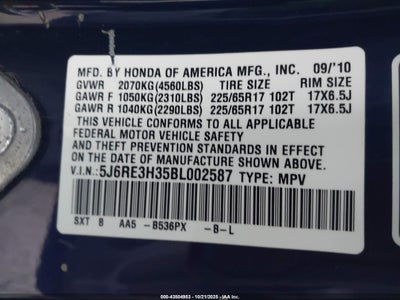 MFD. BY HONDA OF AMERICA MFG., INC. 09/'10
GVWR 2070KG(4560LBS) TIRE SIZE RIM SIZE
GAWR F 1050KG(2310LBS) 225/65R17 102T 17X6.5J
GAWR R 1040KG(2290LBS) 225/65R17 102T 17X6.5J
THIS VEHICLE CONFORMS TO ALL APPLICABLE
FEDERAL MOTOR VEHICLE SAFETY AND
THEFT PREVENTION STANDARDS IN EFFECT ON
THE DATE OF MANUFACTURE SHOWN ABOVE.
V.I.N.: 5J6RE3H35BL002587 TYPE: MPV
SXT B AA5 -B536PX -B-L
000-43504953 - 10/21/2025 - IAA, Inc.